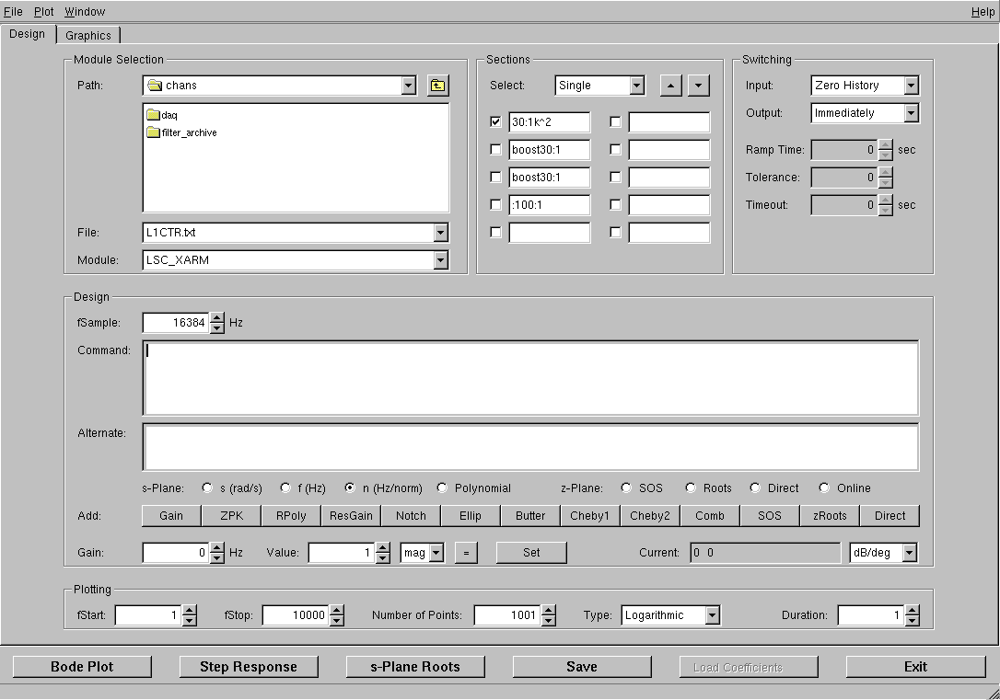 File Plot Window Help
Design Graphics
Module Selection
Path: chans
daq
filter_archive
File: L1CTR.txt
Module: LSC_XARM
Sections
Select: Single
30:1k^2
boost30:1
boost30:1
:100:1
Switching
Input: Zero History
Output: Immediately
Ramp Time: 0 sec
Tolerance: 0
Timeout: 0 sec
Design
fSample: 16384 Hz
Command:
Alternate:
s-Plane: s (rad/s) f (Hz) n (Hz/norm) Polynomial z-Plane: SOS Roots Direct Online
Add: Gain ZPK RPoly ResGain Notch Ellip Butter Cheby1 Cheby2 Comb SOS zRoots Direct
Gain: 0 Hz Value: 1 mag = Set Current: 0 0 dB/deg
Plotting
fStart: 1 fStop: 10000 Number of Points: 1001 Type: Logarithmic Duration: 1
Bode Plot Step Response s-Plane Roots Save Load Coefficients Exit